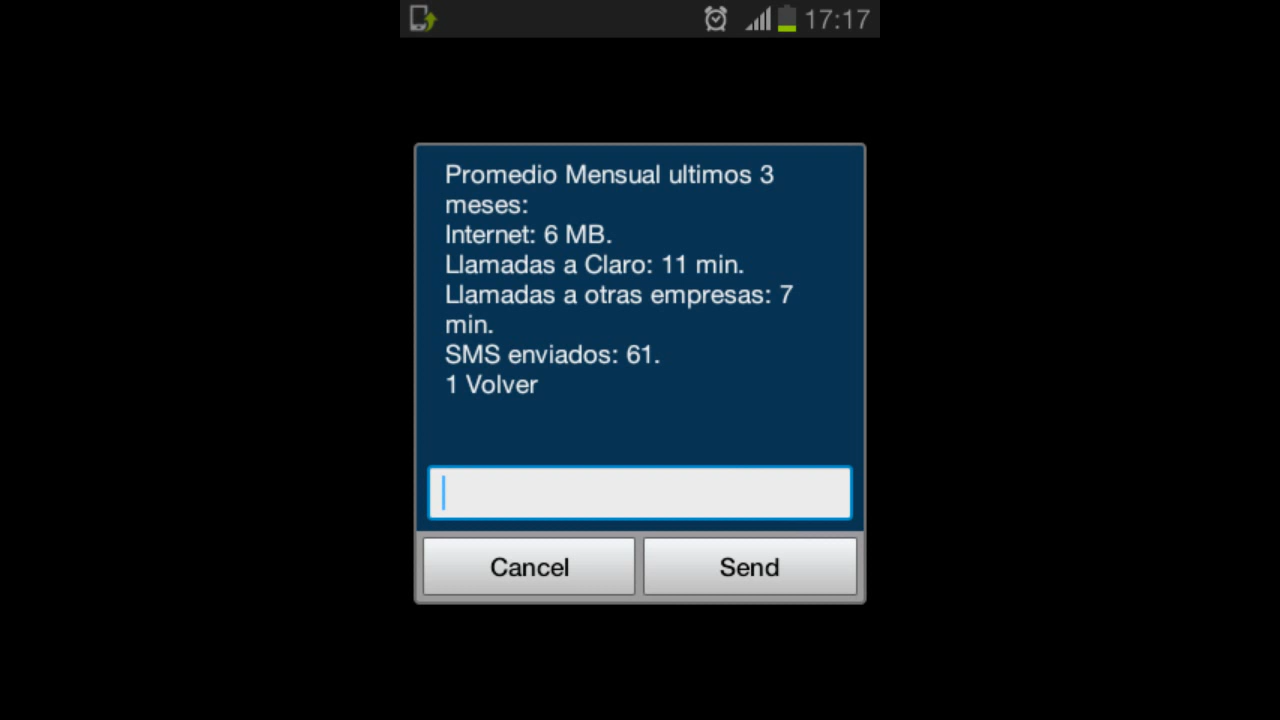 17:17
Promedio Mensual ultimos 3
meses:
Internet: 6 MB.
Llamadas a Claro: 11 min.
Llamadas a otras empresas: 7
min.
SMS enviados: 61.
1 Volver
Cancel
Send